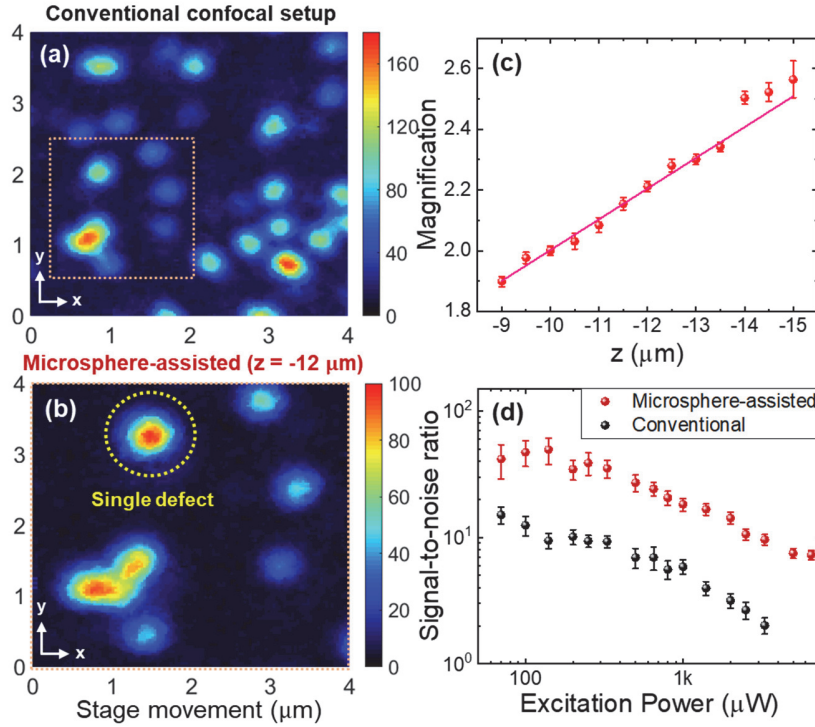 Conventional confocal setup
(a)
4
3
2
1
0
0 1 2 3 4
y
x
160
120
80
40
0
(c)
Magnification
2.6
2.4
2.2
2.0
1.8
-9 -10 -11 -12 -13 -14 -15
z (μm)
Microsphere-assisted (z = -12 μm)
(b)
4
3
2
1
0
0 1 2 3 4
Single defect
y
x
Stage movement (μm)
100
80
60
40
20
0
(d)
Signal-to-noise ratio
Microsphere-assisted
Conventional
10²
10¹
10⁰
100 1k
Excitation Power (μW)